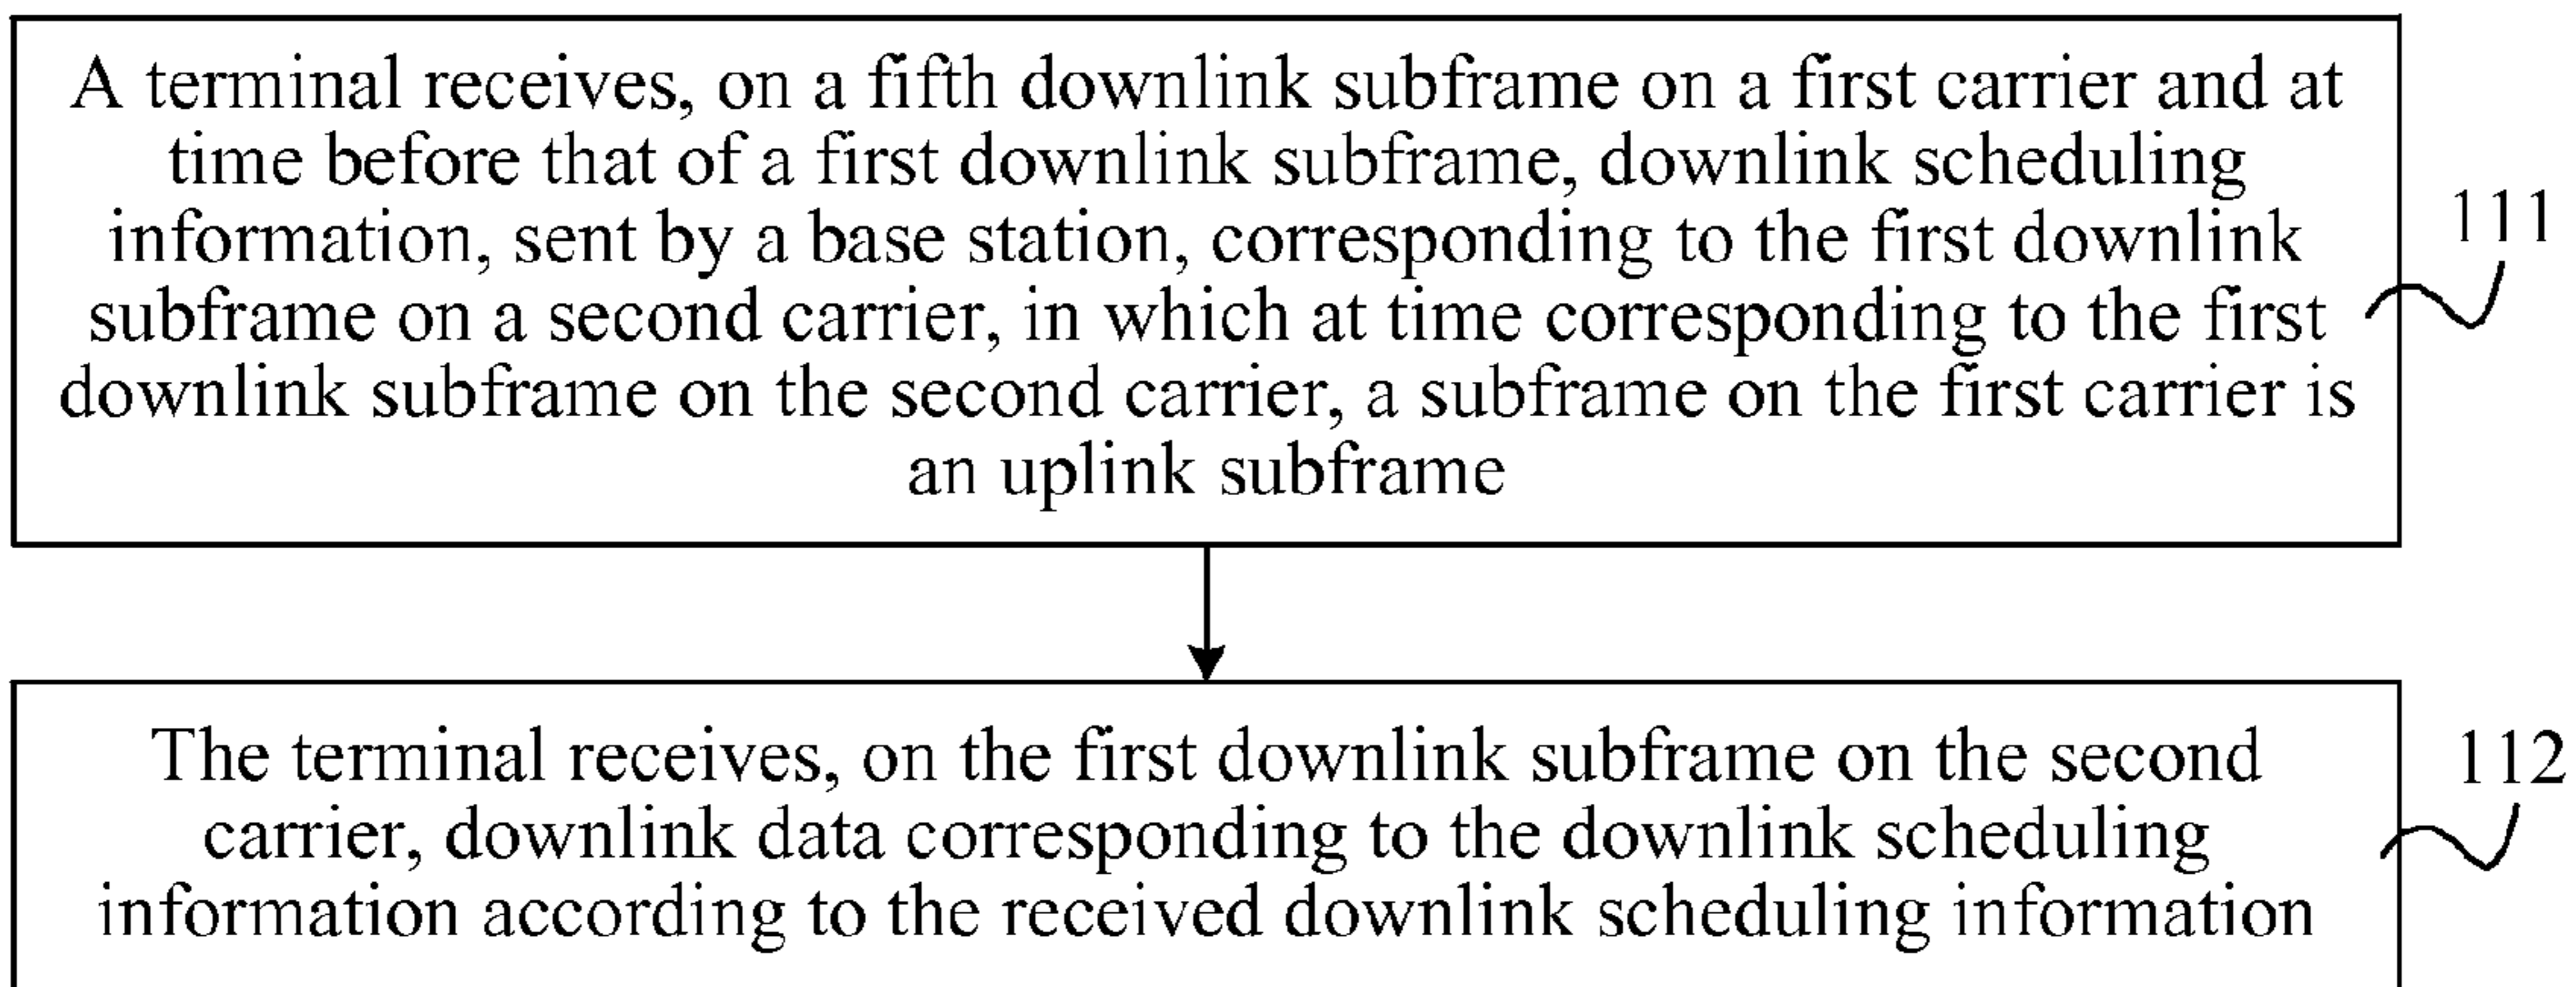 A terminal receives, on a fifth downlink subframe on a first carrier and at
time before that of a first downlink subframe, downlink scheduling
information, sent by a base station, corresponding to the first downlink
subframe on a second carrier, in which at time corresponding to the first
downlink subframe on the second carrier, a subframe on the first carrier is
an uplink subframe
111
The terminal receives, on the first downlink subframe on the second
carrier, downlink data corresponding to the downlink scheduling
information according to the received downlink scheduling information
112